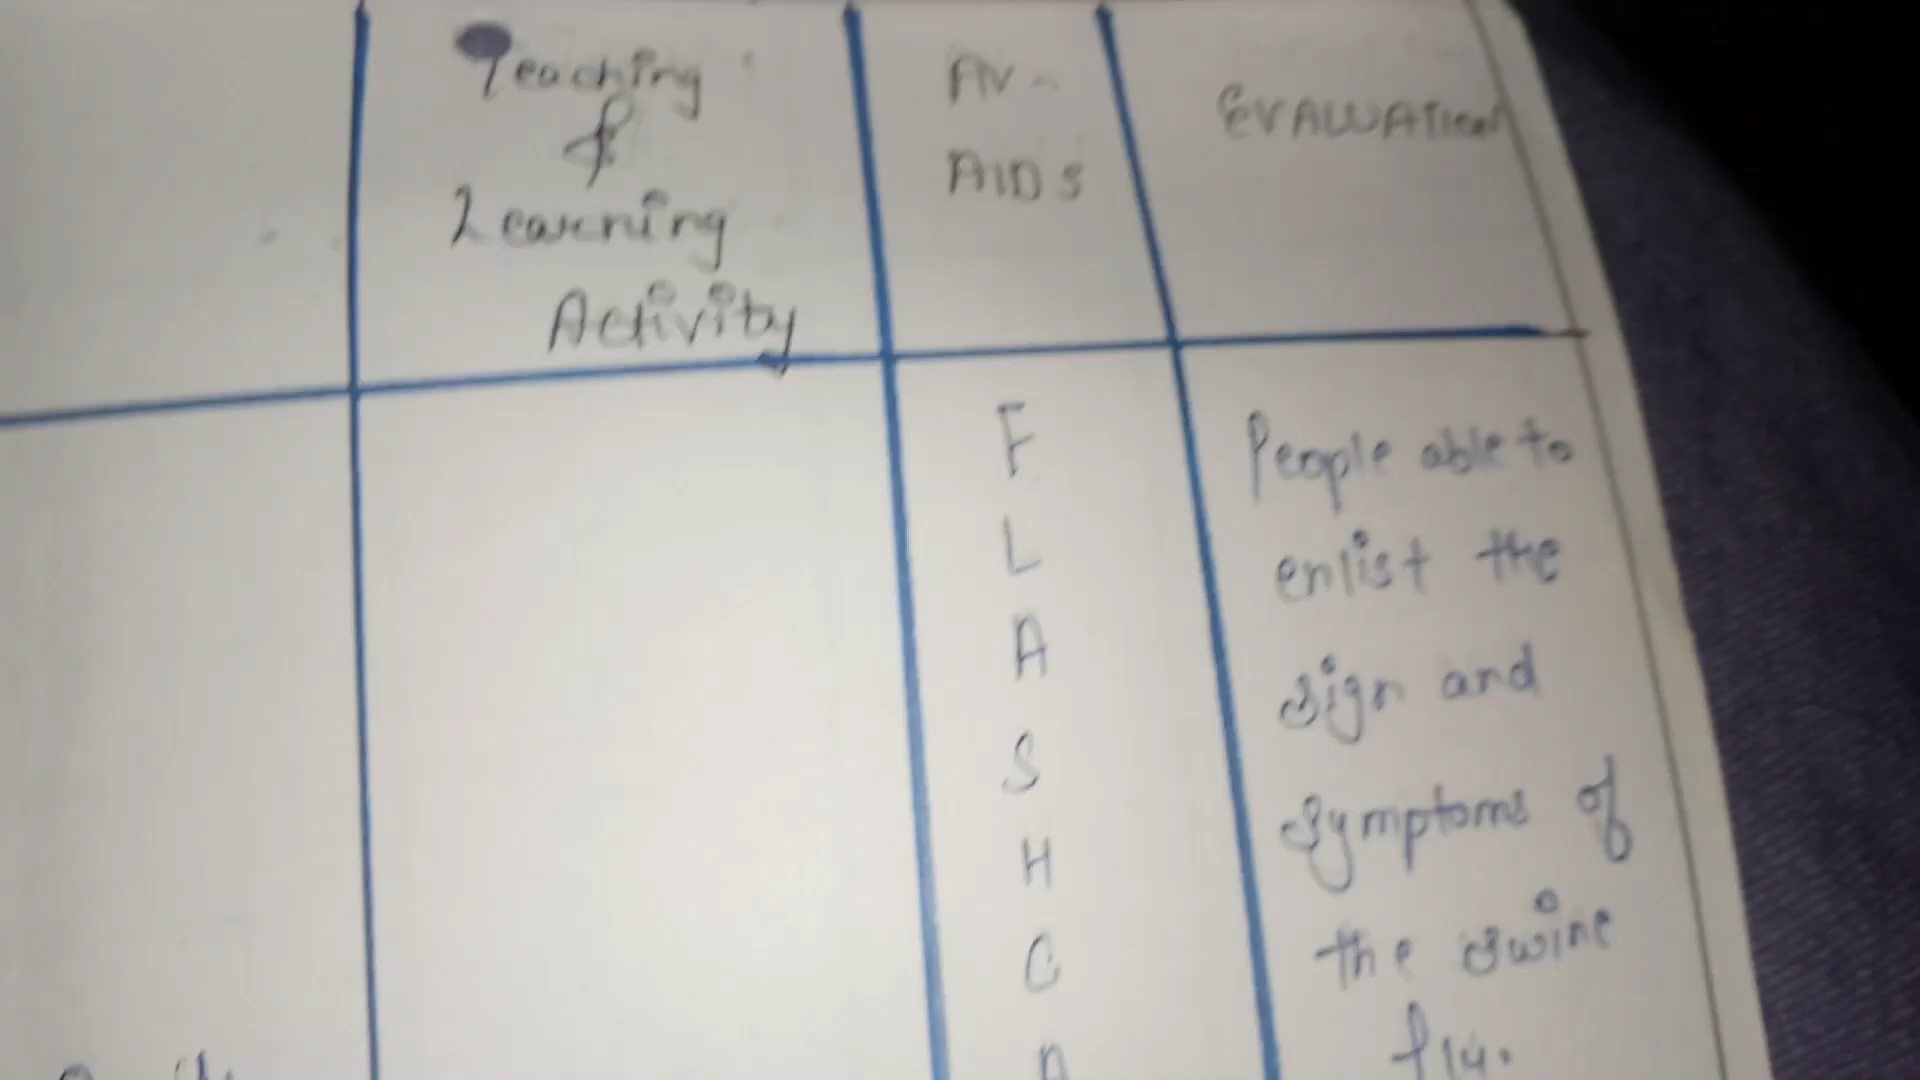 Teaching
&
Learning
Activity
AV-
AIDS
EVALUATION
F
L
A
S
H
C
A
People able to
enlist the
sign and
symptoms of
the swine
flu.